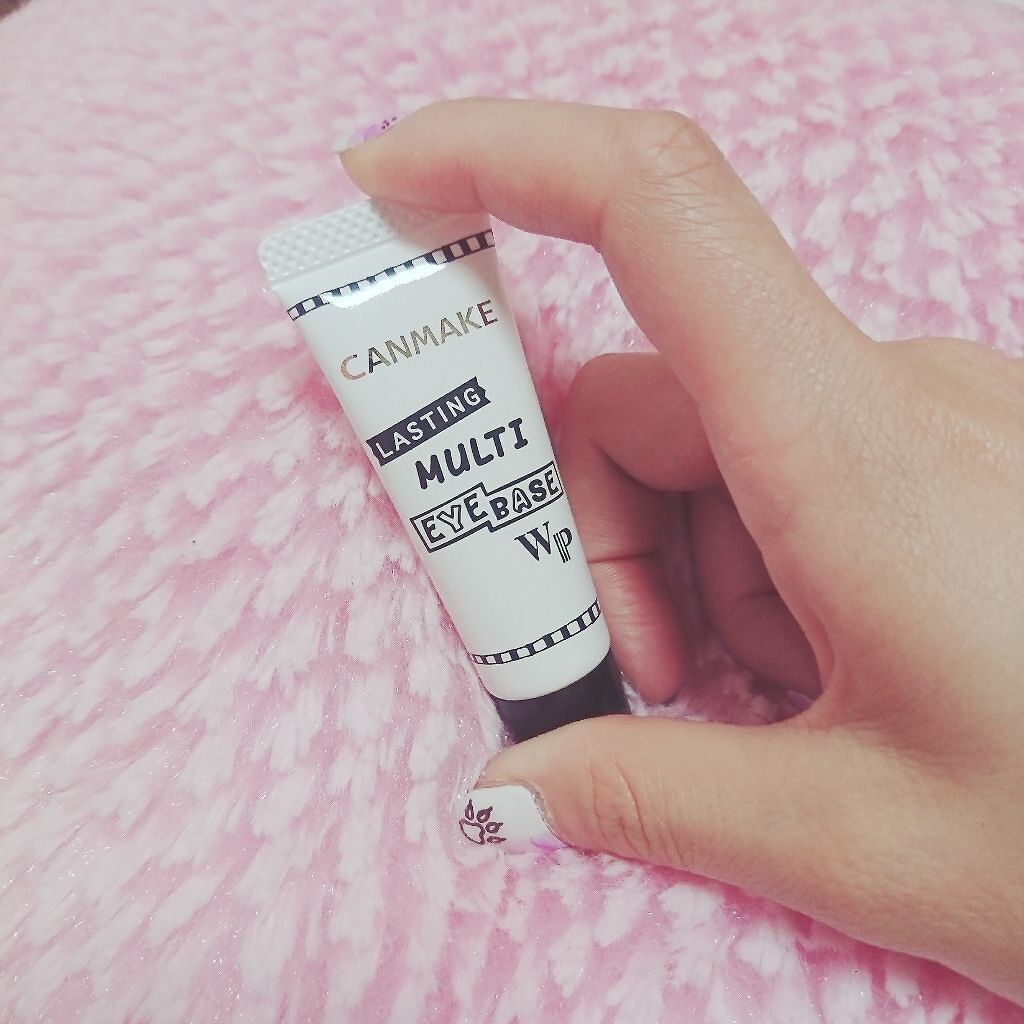 CANMAKE
LASTING
MULTI
EYE BASE
WP